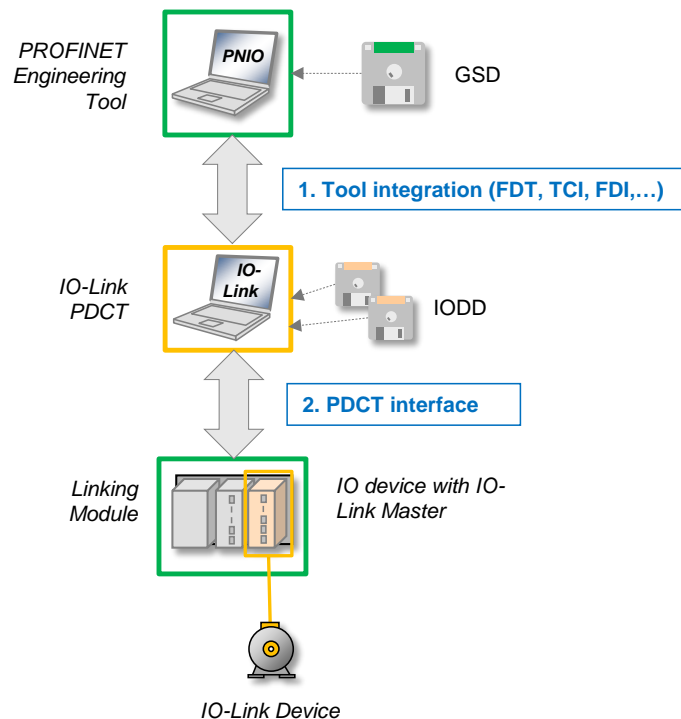 PROFINET
Engineering
Tool
PNIO
GSD
1. Tool integration (FDT, TCI, FDI,…)
IO-Link
PDCT
IO-
Link
IODD
2. PDCT interface
Linking
Module
IO device with IO-
Link Master
IO-Link Device